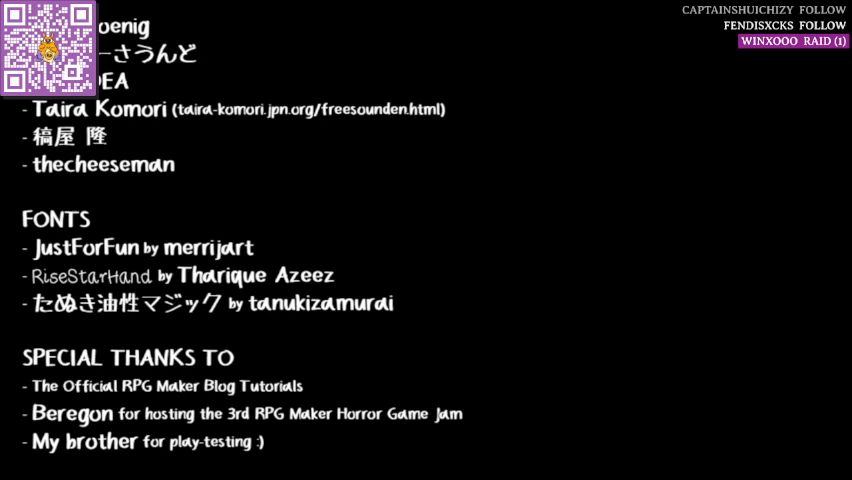 CAPTAINSHUICHIZY FOLLOW
FENDISXCKS FOLLOW
WINXOOO RAID (1)
ーさうんど
- Taira Komori (taira-komori.jpn.org/freesounden.html)
- 稿屋 隆
- thecheeseman
FONTS
- JustForFun by merrijart
- RiseStarHand by Tharique Azeez
- たぬき油性マジック by tanukizamurai
SPECIAL THANKS TO
- The Official RPG Maker Blog Tutorials
- Beregon for hosting the 3rd RPG Maker Horror Game Jam
- My brother for play-testing :)